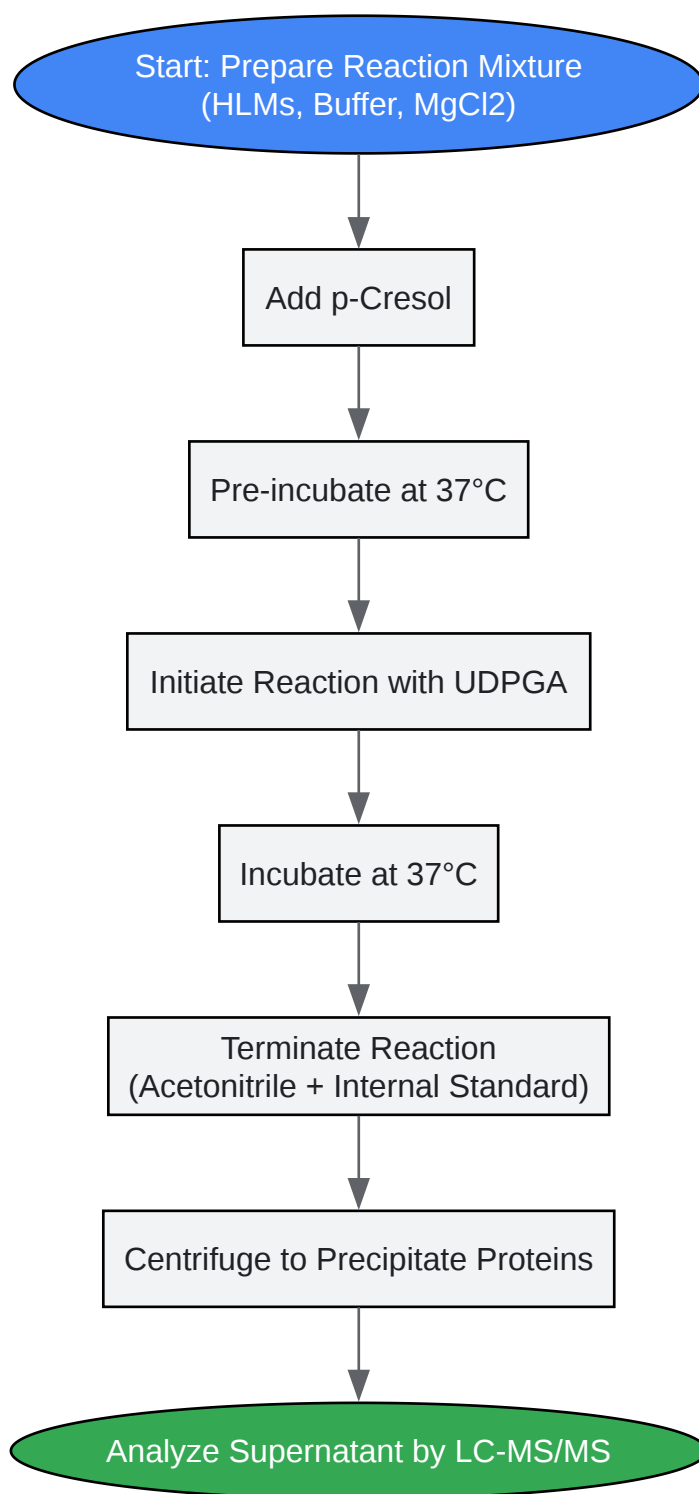 Start: Prepare Reaction Mixture
(HLMs, Buffer, MgCl2)
Add p-Cresol
Pre-incubate at 37°C
Initiate Reaction with UDPGA
Incubate at 37°C
Terminate Reaction
(Acetonitrile + Internal Standard)
Centrifuge to Precipitate Proteins
Analyze Supernatant by LC-MS/MS